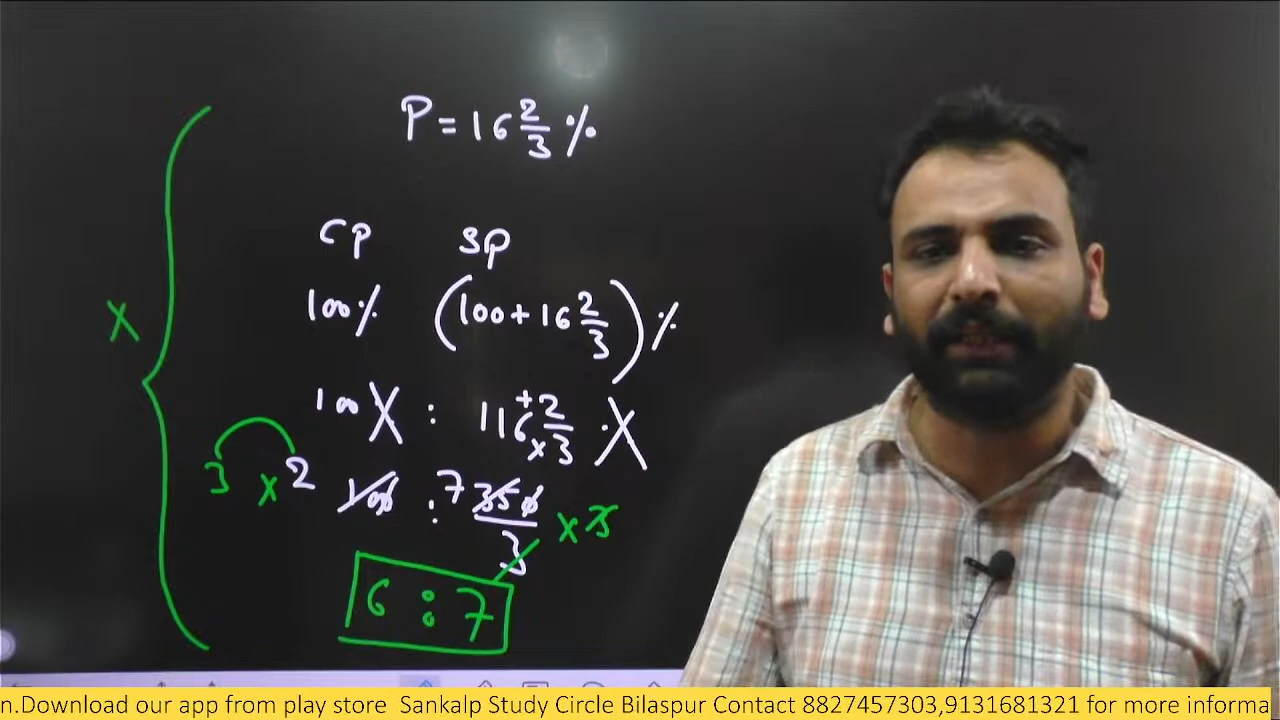 P = 16 2/3 %
CP SP
100% (100 + 16 2/3) %
X
100 X : 116 + 2/3 X
× 3
3 × 2 100 : 7 350/3 × 3
6 : 7
n.Download our app from play store Sankalp Study Circle Bilaspur Contact 8827457303,9131681321 for more informa